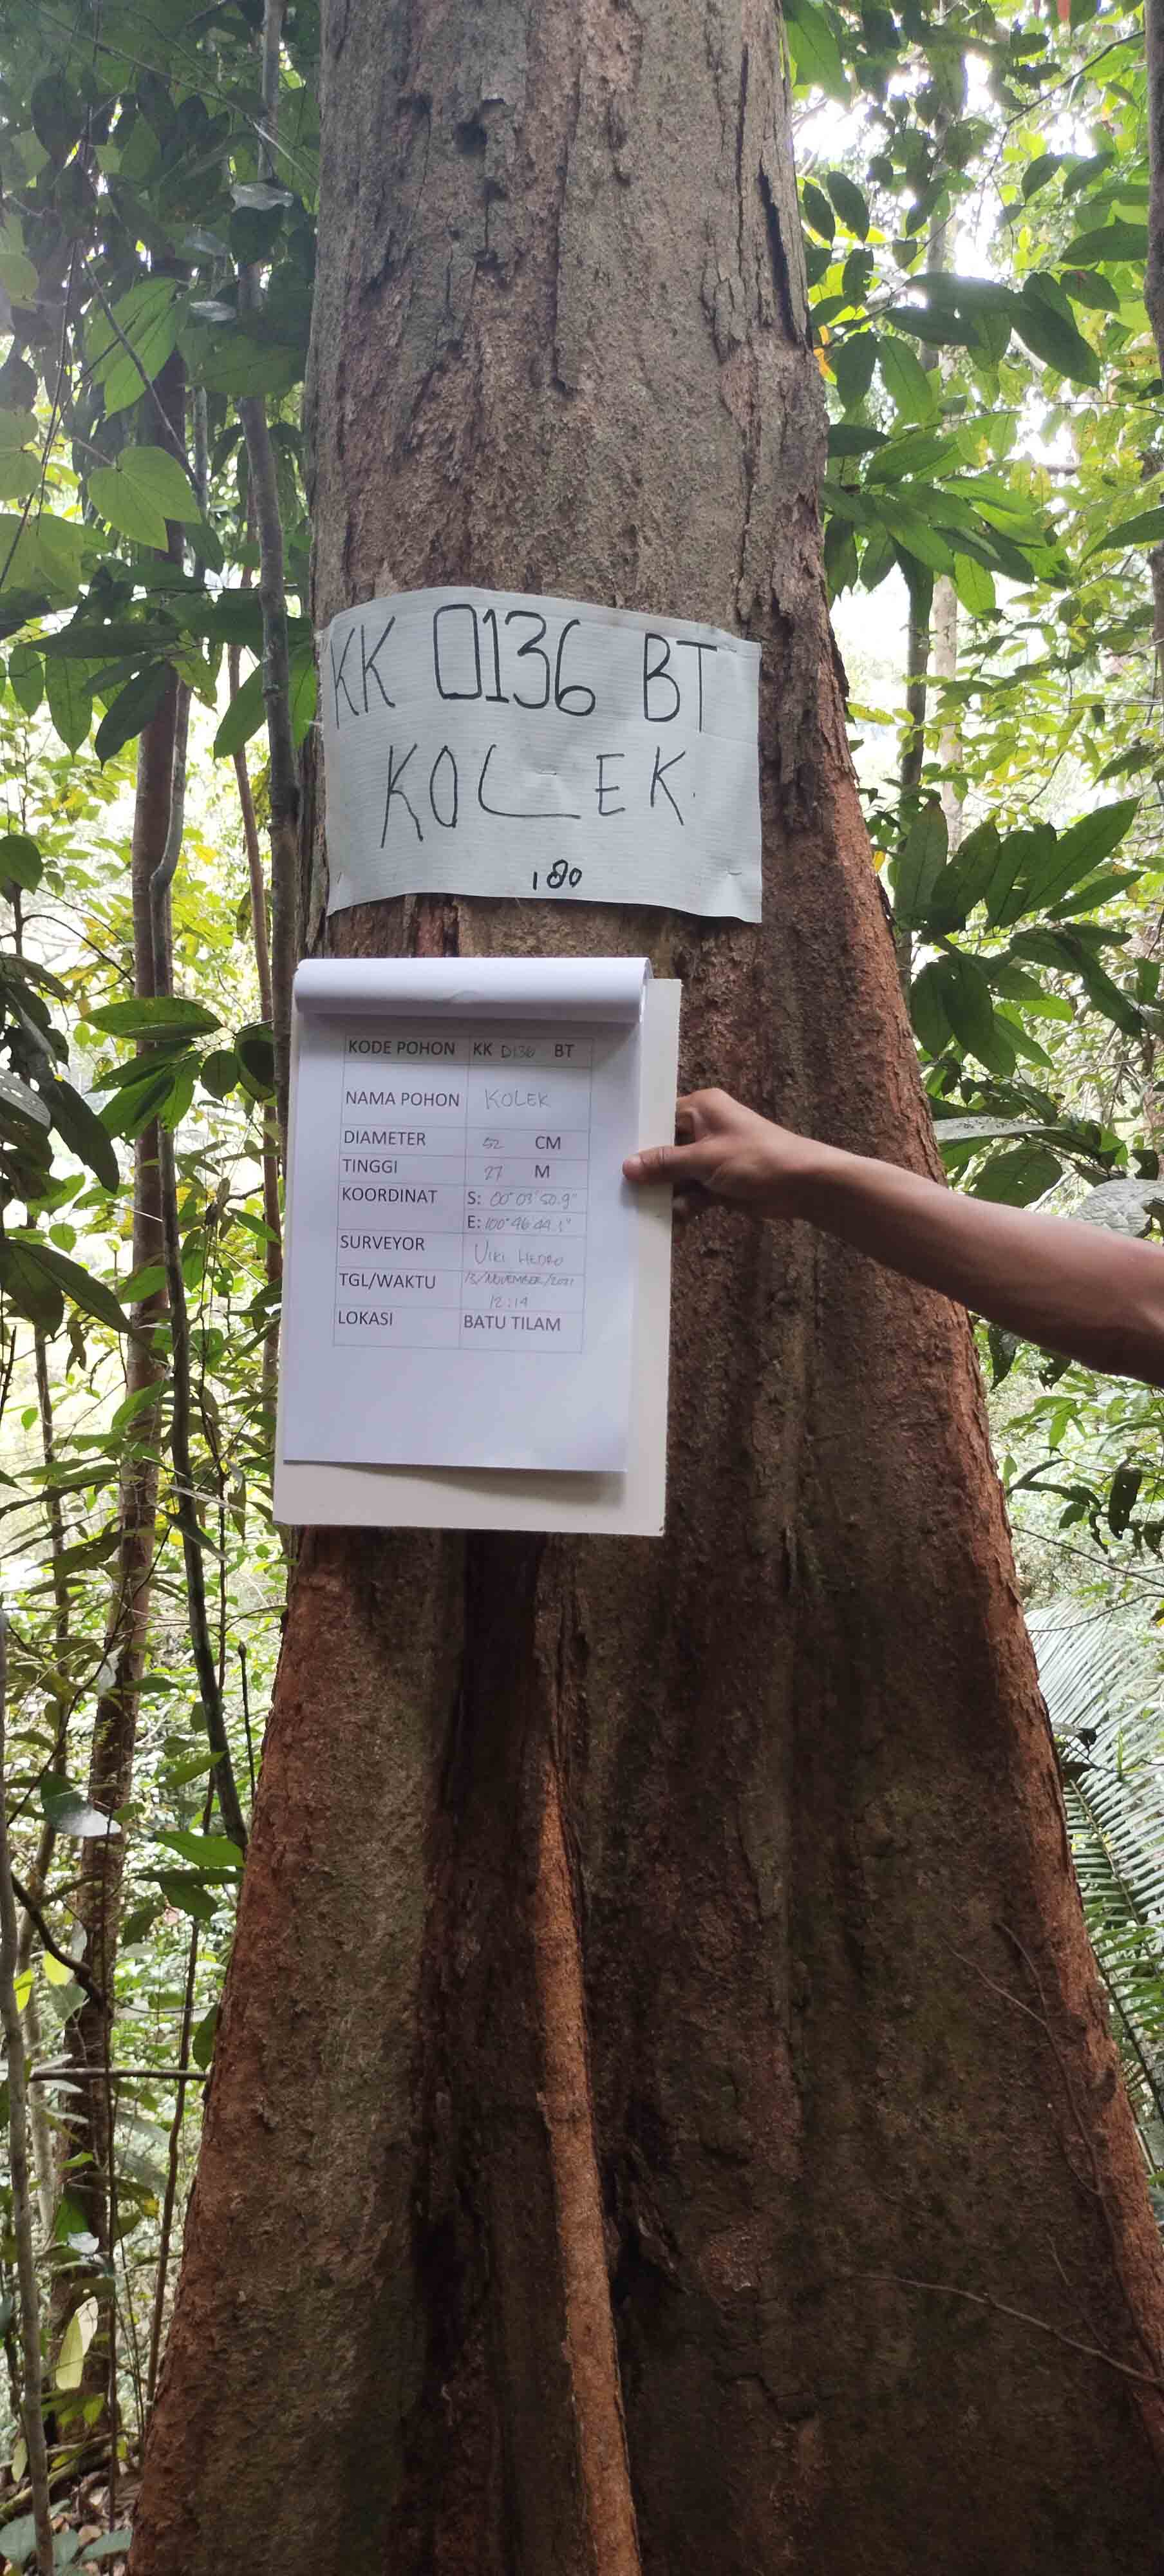 KK 0136 BT
KOLEK.
180
KODE POHON KK 0136 BT
NAMA POHON KOLEK
DIAMETER 52 CM
TINGGI 27 M
KOORDINAT S: 00°03'50.9"
E: 100°46'44.1"
SURVEYOR VIKI HEDRO
TGL/WAKTU 13/NOVEMBER/2021
12:14
LOKASI BATU TILAM